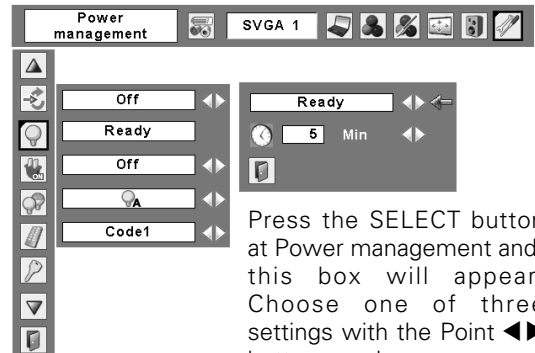 Power
management
SVGA 1
Off
Ready
Off
A
Code1
ON
Ready
5 Min
Press the SELECT button
at Power management and
this box will appear
Choose one of three
settings with the Point ◀▶